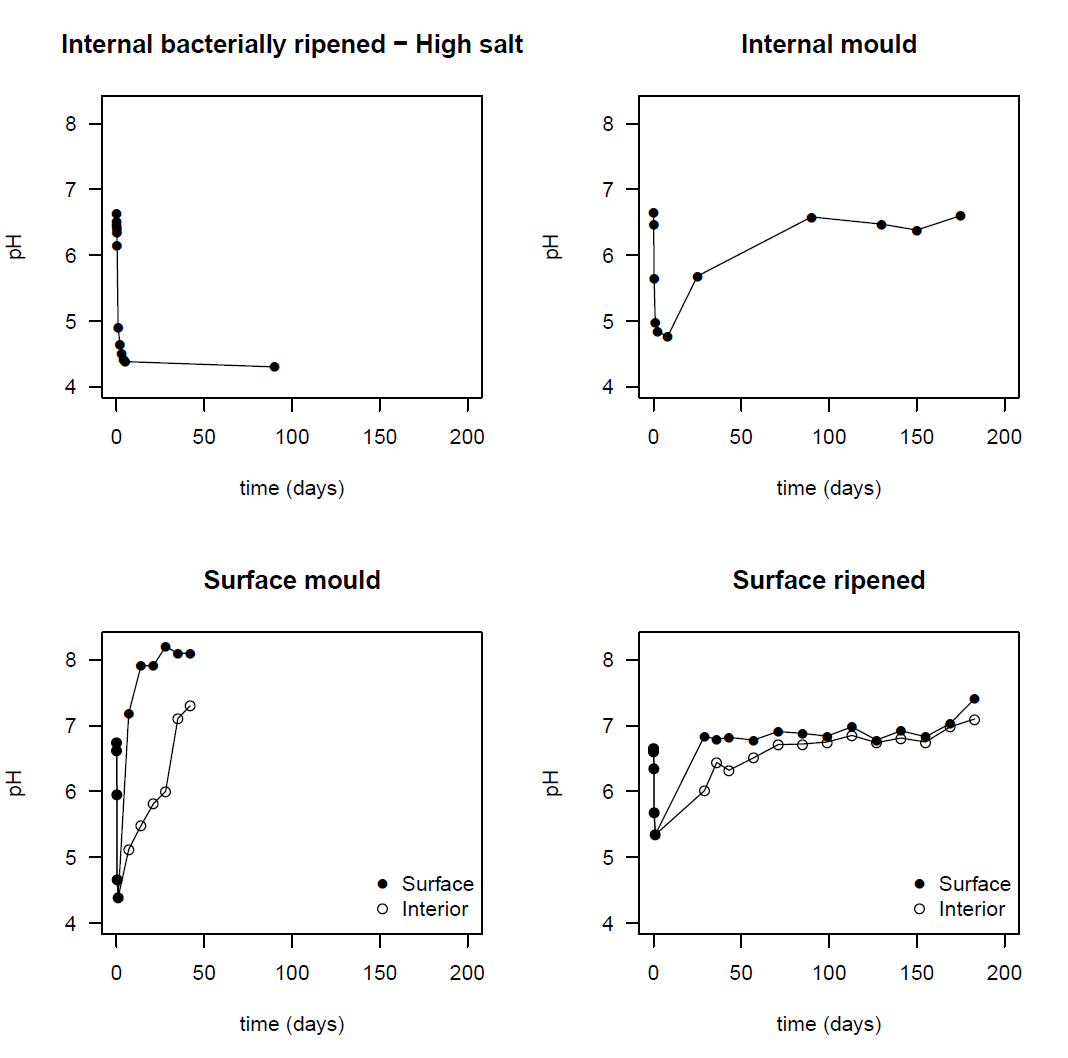 Internal bacterially ripened − High salt
8
7
6
5
4
pH
0 50 100 150 200
time (days)
Internal mould
8
7
6
5
4
pH
0 50 100 150 200
time (days)
Surface mould
8
7
6
5
4
pH
Surface
Interior
0 50 100 150 200
time (days)
Surface ripened
8
7
6
5
4
pH
Surface
Interior
0 50 100 150 200
time (days)